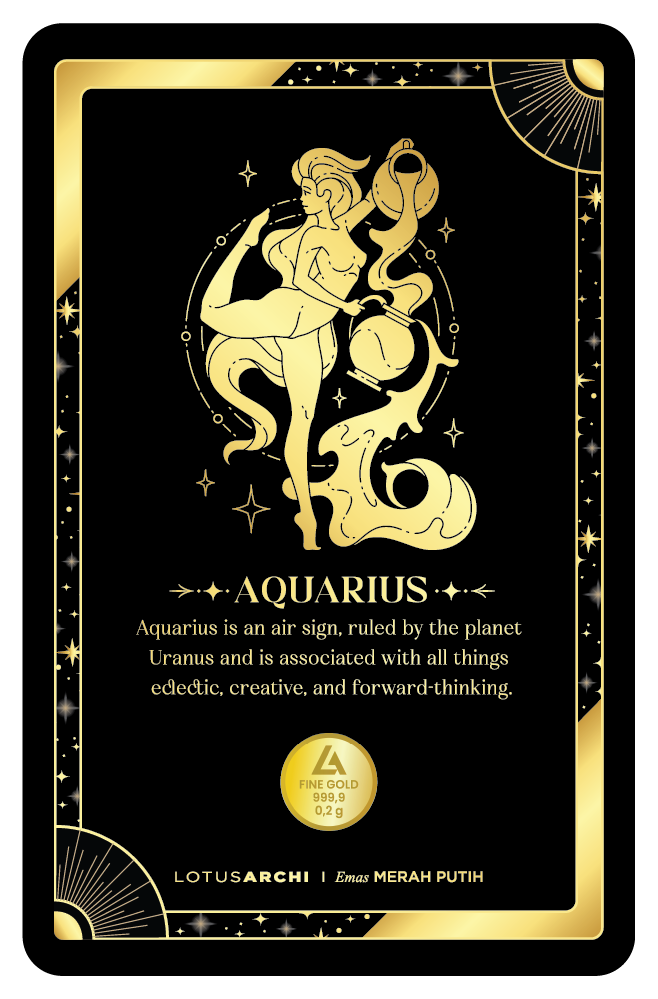 AQUARIUS
Aquarius is an air sign, ruled by the planet
Uranus and is associated with all things
eclectic, creative, and forward-thinking.
LA
FINE GOLD
999,9
0,2 g
LOTUSARCHI | Emas MERAH PUTIH